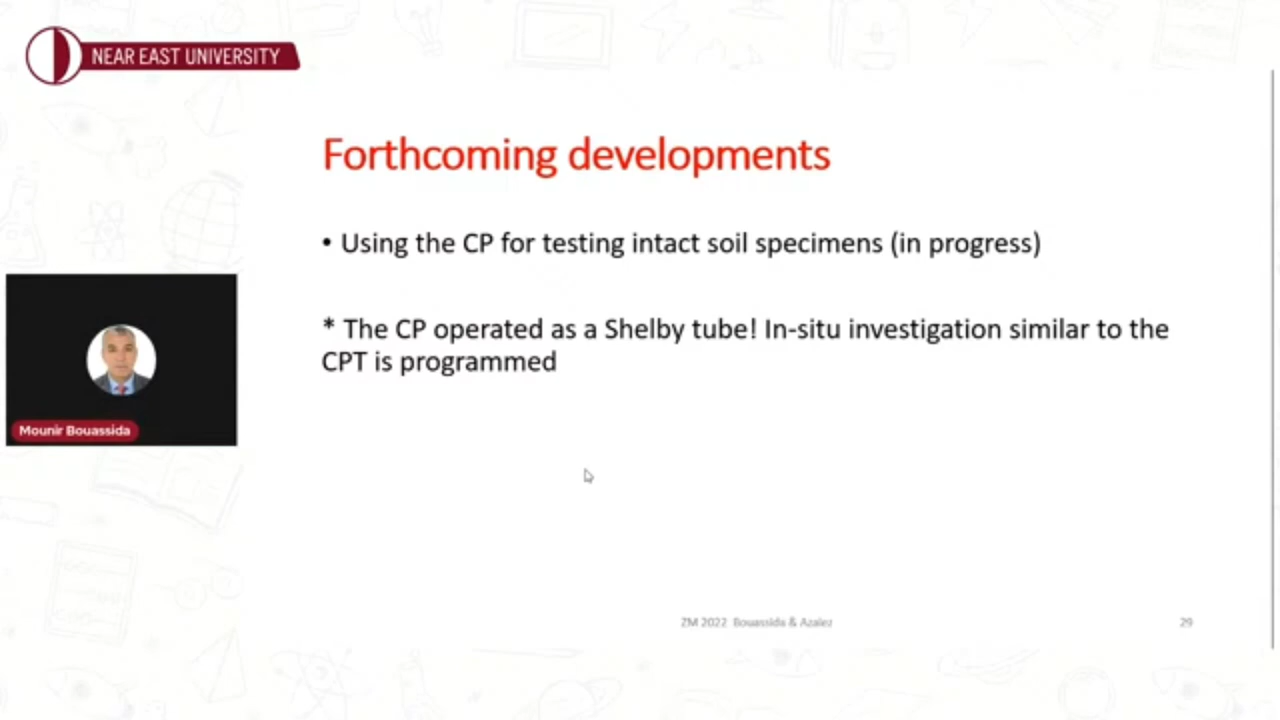 NEAR EAST UNIVERSITY
Forthcoming developments
• Using the CP for testing intact soil specimens (in progress)
* The CP operated as a Shelby tube! In-situ investigation similar to the
CPT is programmed
Mounir Bouassida
ZM 2022 Bouassida & Azaiez
29